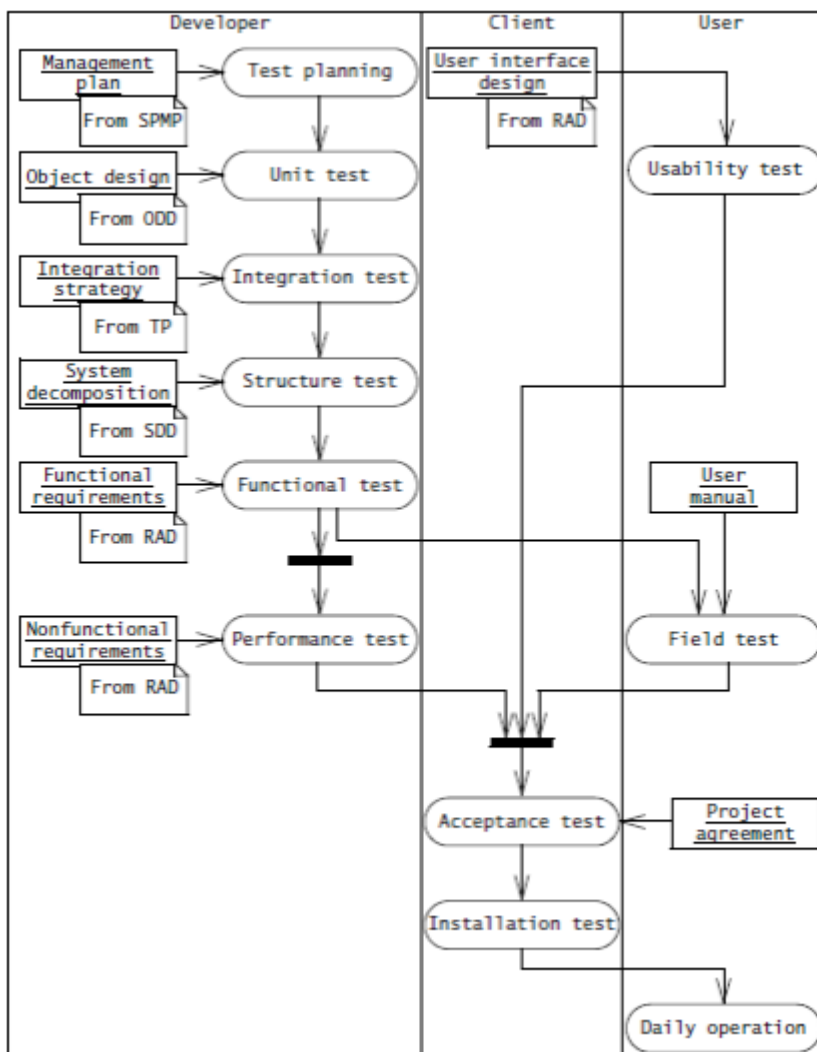 Developer
Client
User
Management
plan
From SPMP
Test planning
User interface
design
From RAD
Object design
From ODD
Unit test
Usability test
Integration
strategy
From TP
Integration test
System
decomposition
From SDD
Structure test
Functional
requirements
From RAD
Functional test
User
manual
Nonfunctional
requirements
From RAD
Performance test
Field test
Acceptance test
Project
agreement
Installation test
Daily operation